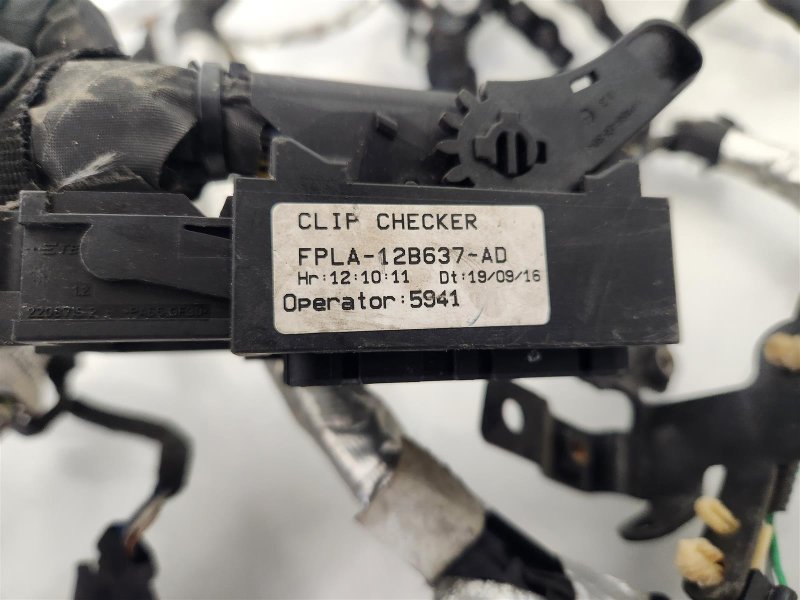 CLIP CHECKER
FPLA-12B637-AD
Hr:12:10:11 Dt:19/09/16
Operator:5941